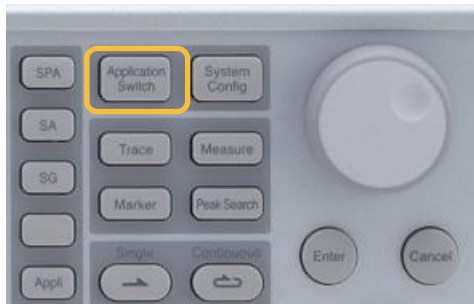 SPA
Application
Switch
System
Config
SA
Trace
Measure
SG
Marker
Peak Search
Single
Continuous
Enter
Cancel
Appli